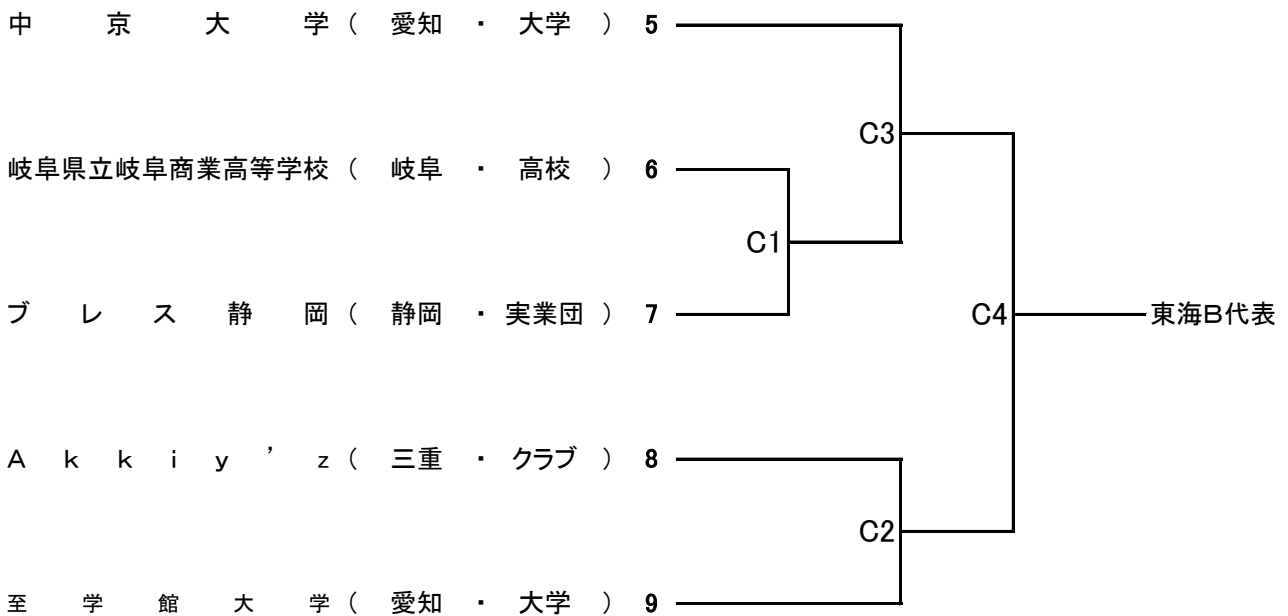 中京大学(愛知・大学) 5
C3
岐阜県立岐阜商業高等学校(岐阜・高校) 6
C1
ブレス静岡(静岡・実業団) 7
C4
東海B代表
Akkiy’z(三重・クラブ) 8
C2
至学館大学(愛知・大学) 9